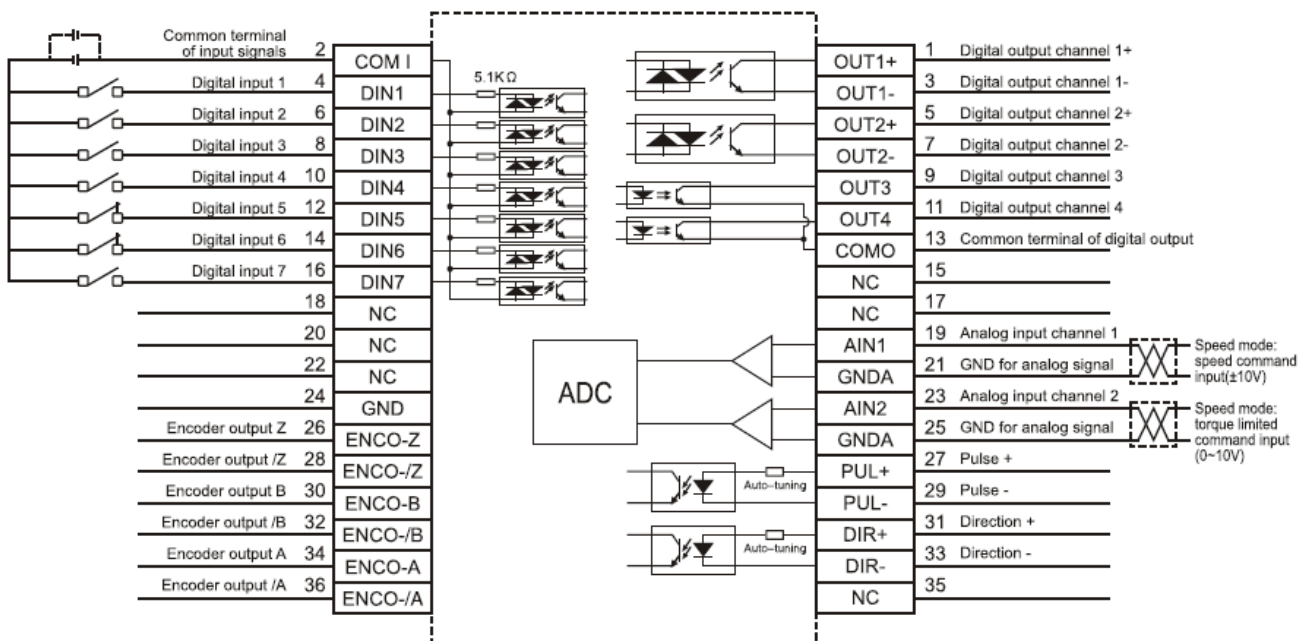 Common terminal
of input signals
2
COM I
Digital input 1
4
DIN1
Digital input 2
6
DIN2
Digital input 3
8
DIN3
Digital input 4
10
DIN4
Digital input 5
12
DIN5
Digital input 6
14
DIN6
Digital input 7
16
DIN7
18
NC
20
NC
22
NC
24
GND
Encoder output Z
26
ENCO-Z
Encoder output /Z
28
ENCO-/Z
Encoder output B
30
ENCO-B
Encoder output /B
32
ENCO-/B
Encoder output A
34
ENCO-A
Encoder output /A
36
ENCO-/A
5.1KΩ
ADC
Auto-tuning
Auto-tuning
OUT1+
1
Digital output channel 1+
OUT1-
3
Digital output channel 1-
OUT2+
5
Digital output channel 2+
OUT2-
7
Digital output channel 2-
OUT3
9
Digital output channel 3
OUT4
11
Digital output channel 4
COMO
13
Common terminal of digital output
NC
15
NC
17
AIN1
19
Analog input channel 1
GNDA
21
GND for analog signal
Speed mode:
speed command
input(±10V)
AIN2
23
Analog input channel 2
GNDA
25
GND for analog signal
Speed mode:
torque limited
command input
(0~10V)
PUL+
27
Pulse +
PUL-
29
Pulse -
DIR+
31
Direction +
DIR-
33
Direction -
NC
35